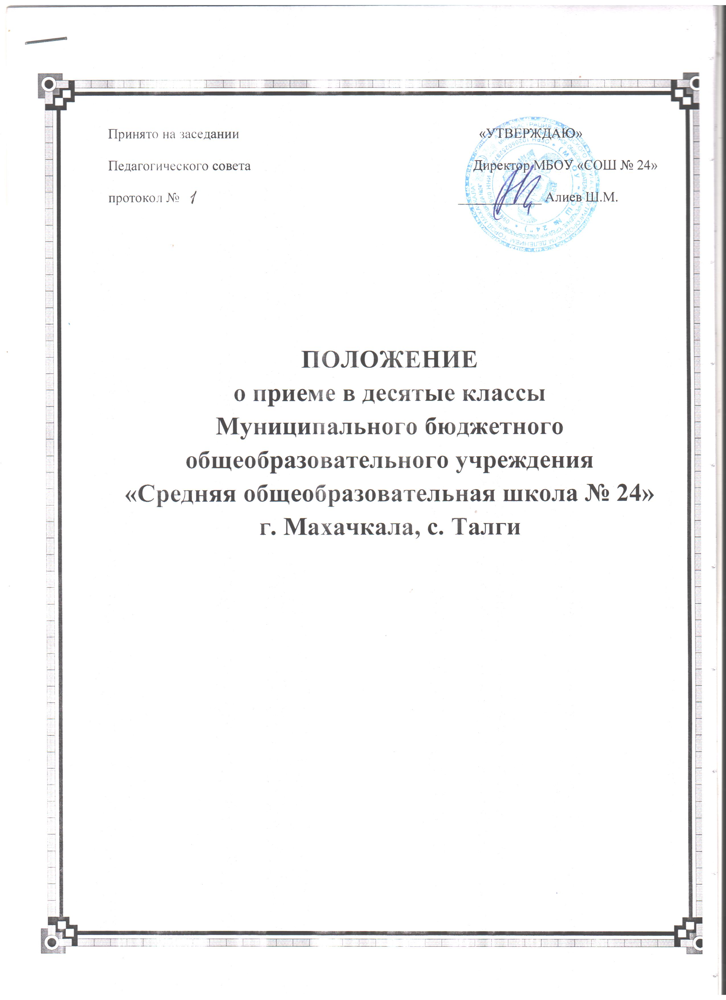 Принято на заседании
«УТВЕРЖДАЮ»
Педагогического совета
Директор МБОУ «СОШ № 24»
протокол № 1
____________ Алиев Ш.М.
ПОЛОЖЕНИЕ
о приеме в десятые классы
Муниципального бюджетного
общеобразовательного учреждения
«Средняя общеобразовательная школа № 24»
г. Махачкала, с. Талги